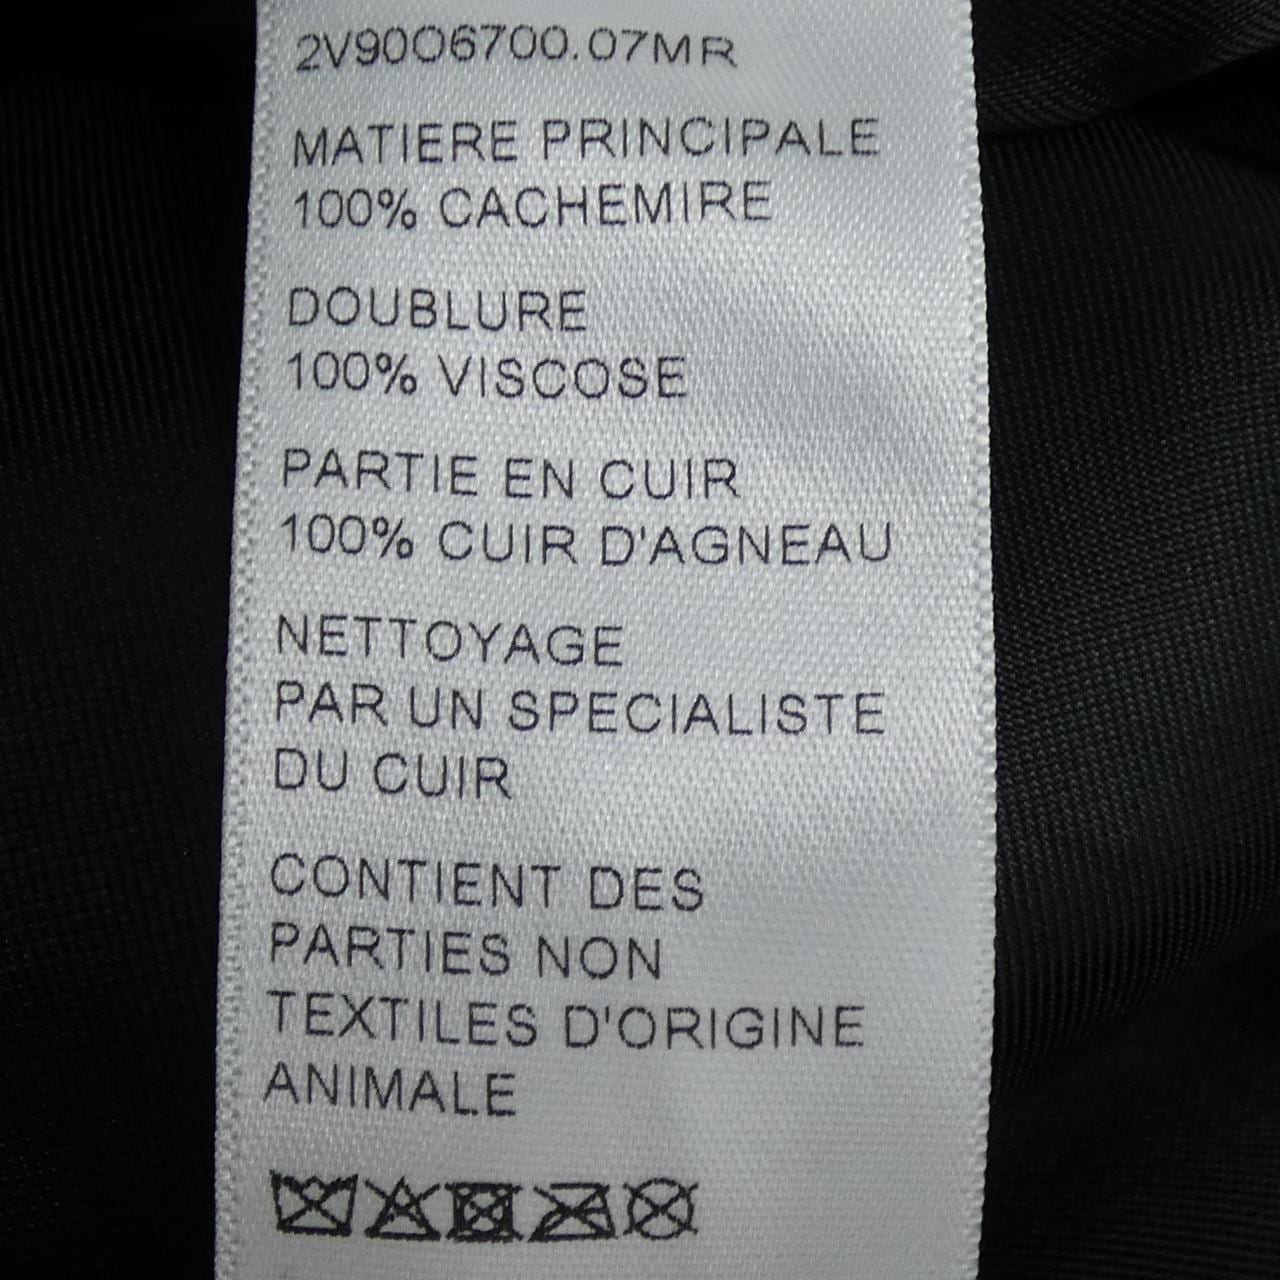 2V9O06700.07MR
MATIERE PRINCIPALE
100% CACHEMIRE
DOUBLURE
100% VISCOSE
PARTIE EN CUIR
100% CUIR D'AGNEAU
NETTOYAGE
PAR UN SPECIALISTE
DU CUIR
CONTIENT DES
PARTIES NON
TEXTILES D'ORIGINE
ANIMALE